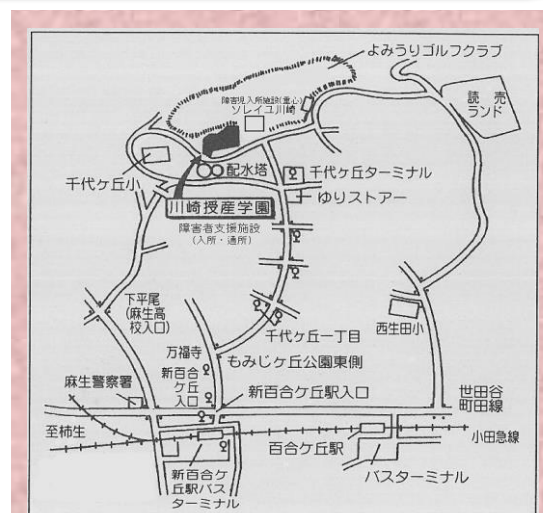 よみうりゴルフクラブ
障害児入所施設(重心)
ソレイユ川崎
読売
ランド
千代ヶ丘小
配水塔
千代ヶ丘ターミナル
ゆりストアー
川崎授産学園
障害者支援施設
(入所・通所)
下平尾
(麻生高
校入口)
千代ヶ丘一丁目
西生田小
万福寺
もみじヶ丘公園東側
新百合
ケ丘
入口
新百合ケ丘駅入口
麻生警察署
世田谷
町田線
至柿生
百合ケ丘駅
小田急線
新百合ケ
丘駅バス
ターミナル
バスターミナル